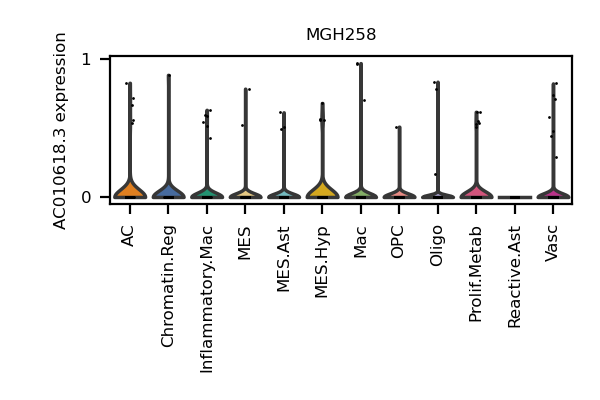 MGH258
AC010618.3 expression
1
0
AC
Chromatin.Reg
Inflammatory.Mac
MES
MES.Ast
MES.Hyp
Mac
OPC
Oligo
Prolif.Metab
Reactive.Ast
Vasc